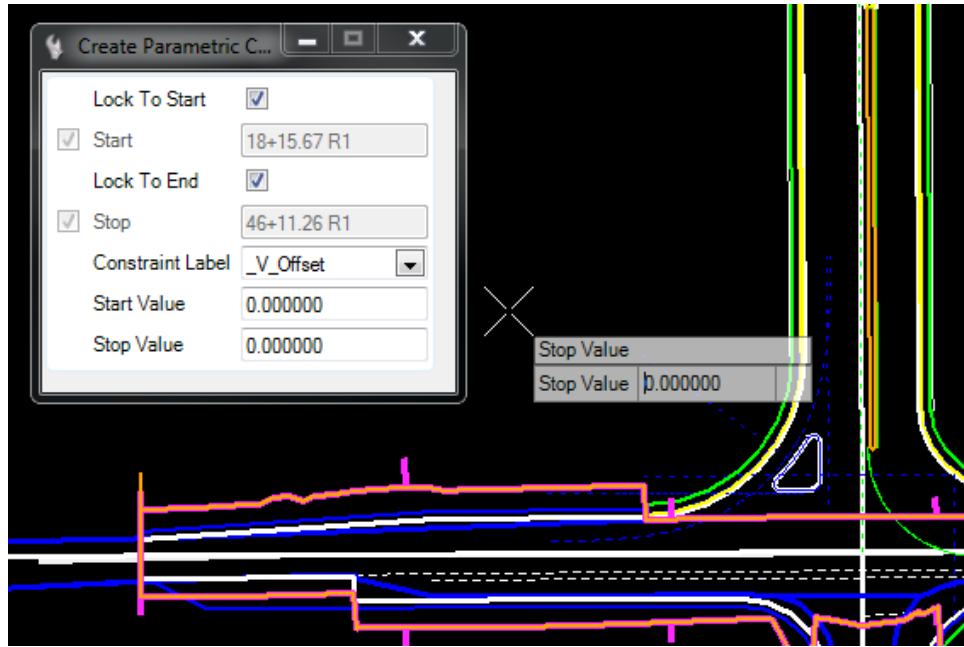 Create Parametric C...
Lock To Start
Start 18+15.67 R1
Lock To End
Stop 46+11.26 R1
Constraint Label _V_Offset
Start Value 0.000000
Stop Value 0.000000
Stop Value
Stop Value 0.000000